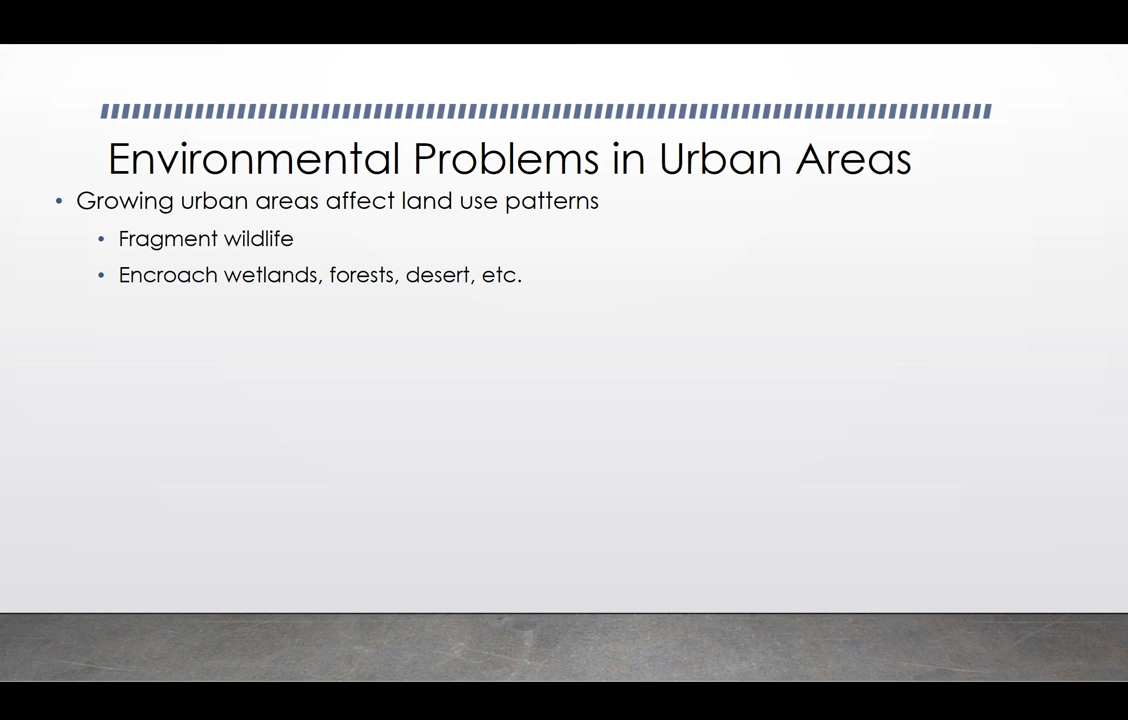 Environmental Problems in Urban Areas
• Growing urban areas affect land use patterns
• Fragment wildlife
• Encroach wetlands, forests, desert, etc.